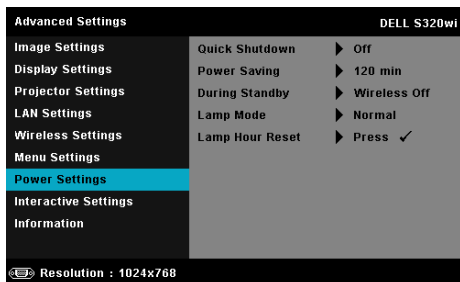 Advanced Settings DELL S320wi
Image Settings
Display Settings
Projector Settings
LAN Settings
Wireless Settings
Menu Settings
Power Settings
Interactive Settings
Information
Quick Shutdown Off
Power Saving 120 min
During Standby Wireless Off
Lamp Mode Normal
Lamp Hour Reset Press ✓
Resolution : 1024x768